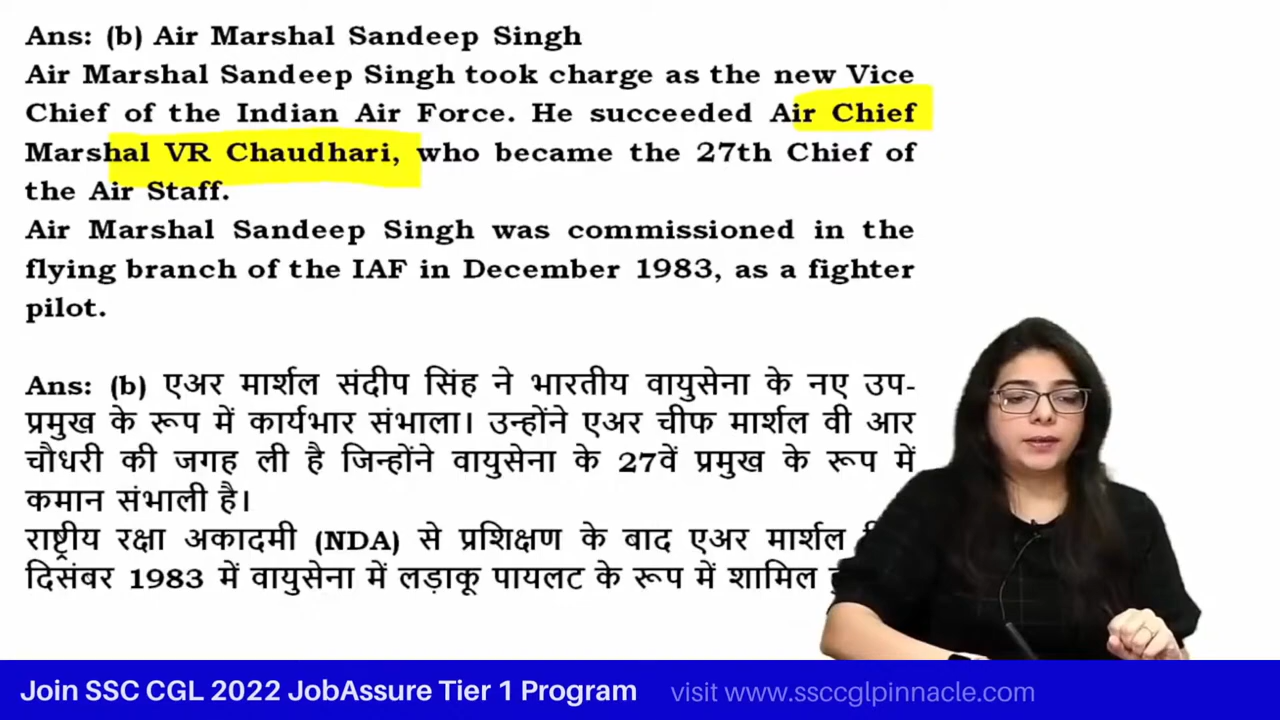 Ans: (b) Air Marshal Sandeep Singh
Air Marshal Sandeep Singh took charge as the new Vice
Chief of the Indian Air Force. He succeeded Air Chief
Marshal VR Chaudhari, who became the 27th Chief of
the Air Staff.
Air Marshal Sandeep Singh was commissioned in the
flying branch of the IAF in December 1983, as a fighter
pilot.
Ans: (b) एअर मार्शल संदीप सिंह ने भारतीय वायुसेना के नए उप-
प्रमुख के रूप में कार्यभार संभाला। उन्होंने एअर चीफ मार्शल वी आर
चौधरी की जगह ली है जिन्होंने वायुसेना के 27वें प्रमुख के रूप में
कमान संभाली है।
राष्ट्रीय रक्षा अकादमी (NDA) से प्रशिक्षण के बाद एअर मार्शल
दिसंबर 1983 में वायुसेना में लड़ाकू पायलट के रूप में शामिल
Join SSC CGL 2022 JobAssure Tier 1 Program visit www.ssccglpinnacle.com